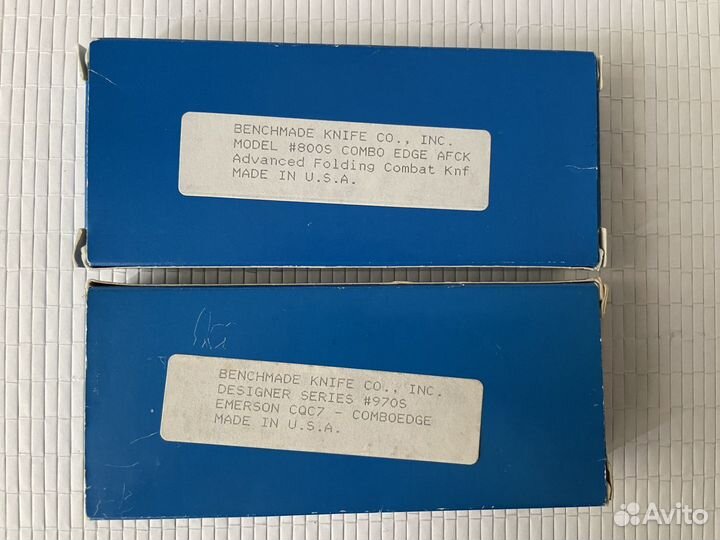 BENCHMADE KNIFE CO., INC.
MODEL #800S COMBO EDGE AFCK
Advanced Folding Combat Knf
MADE IN U.S.A.
BENCHMADE KNIFE CO., INC.
DESIGNER SERIES #970S
EMERSON CQC7 - COMBOEDGE
MADE IN U.S.A.
Avito